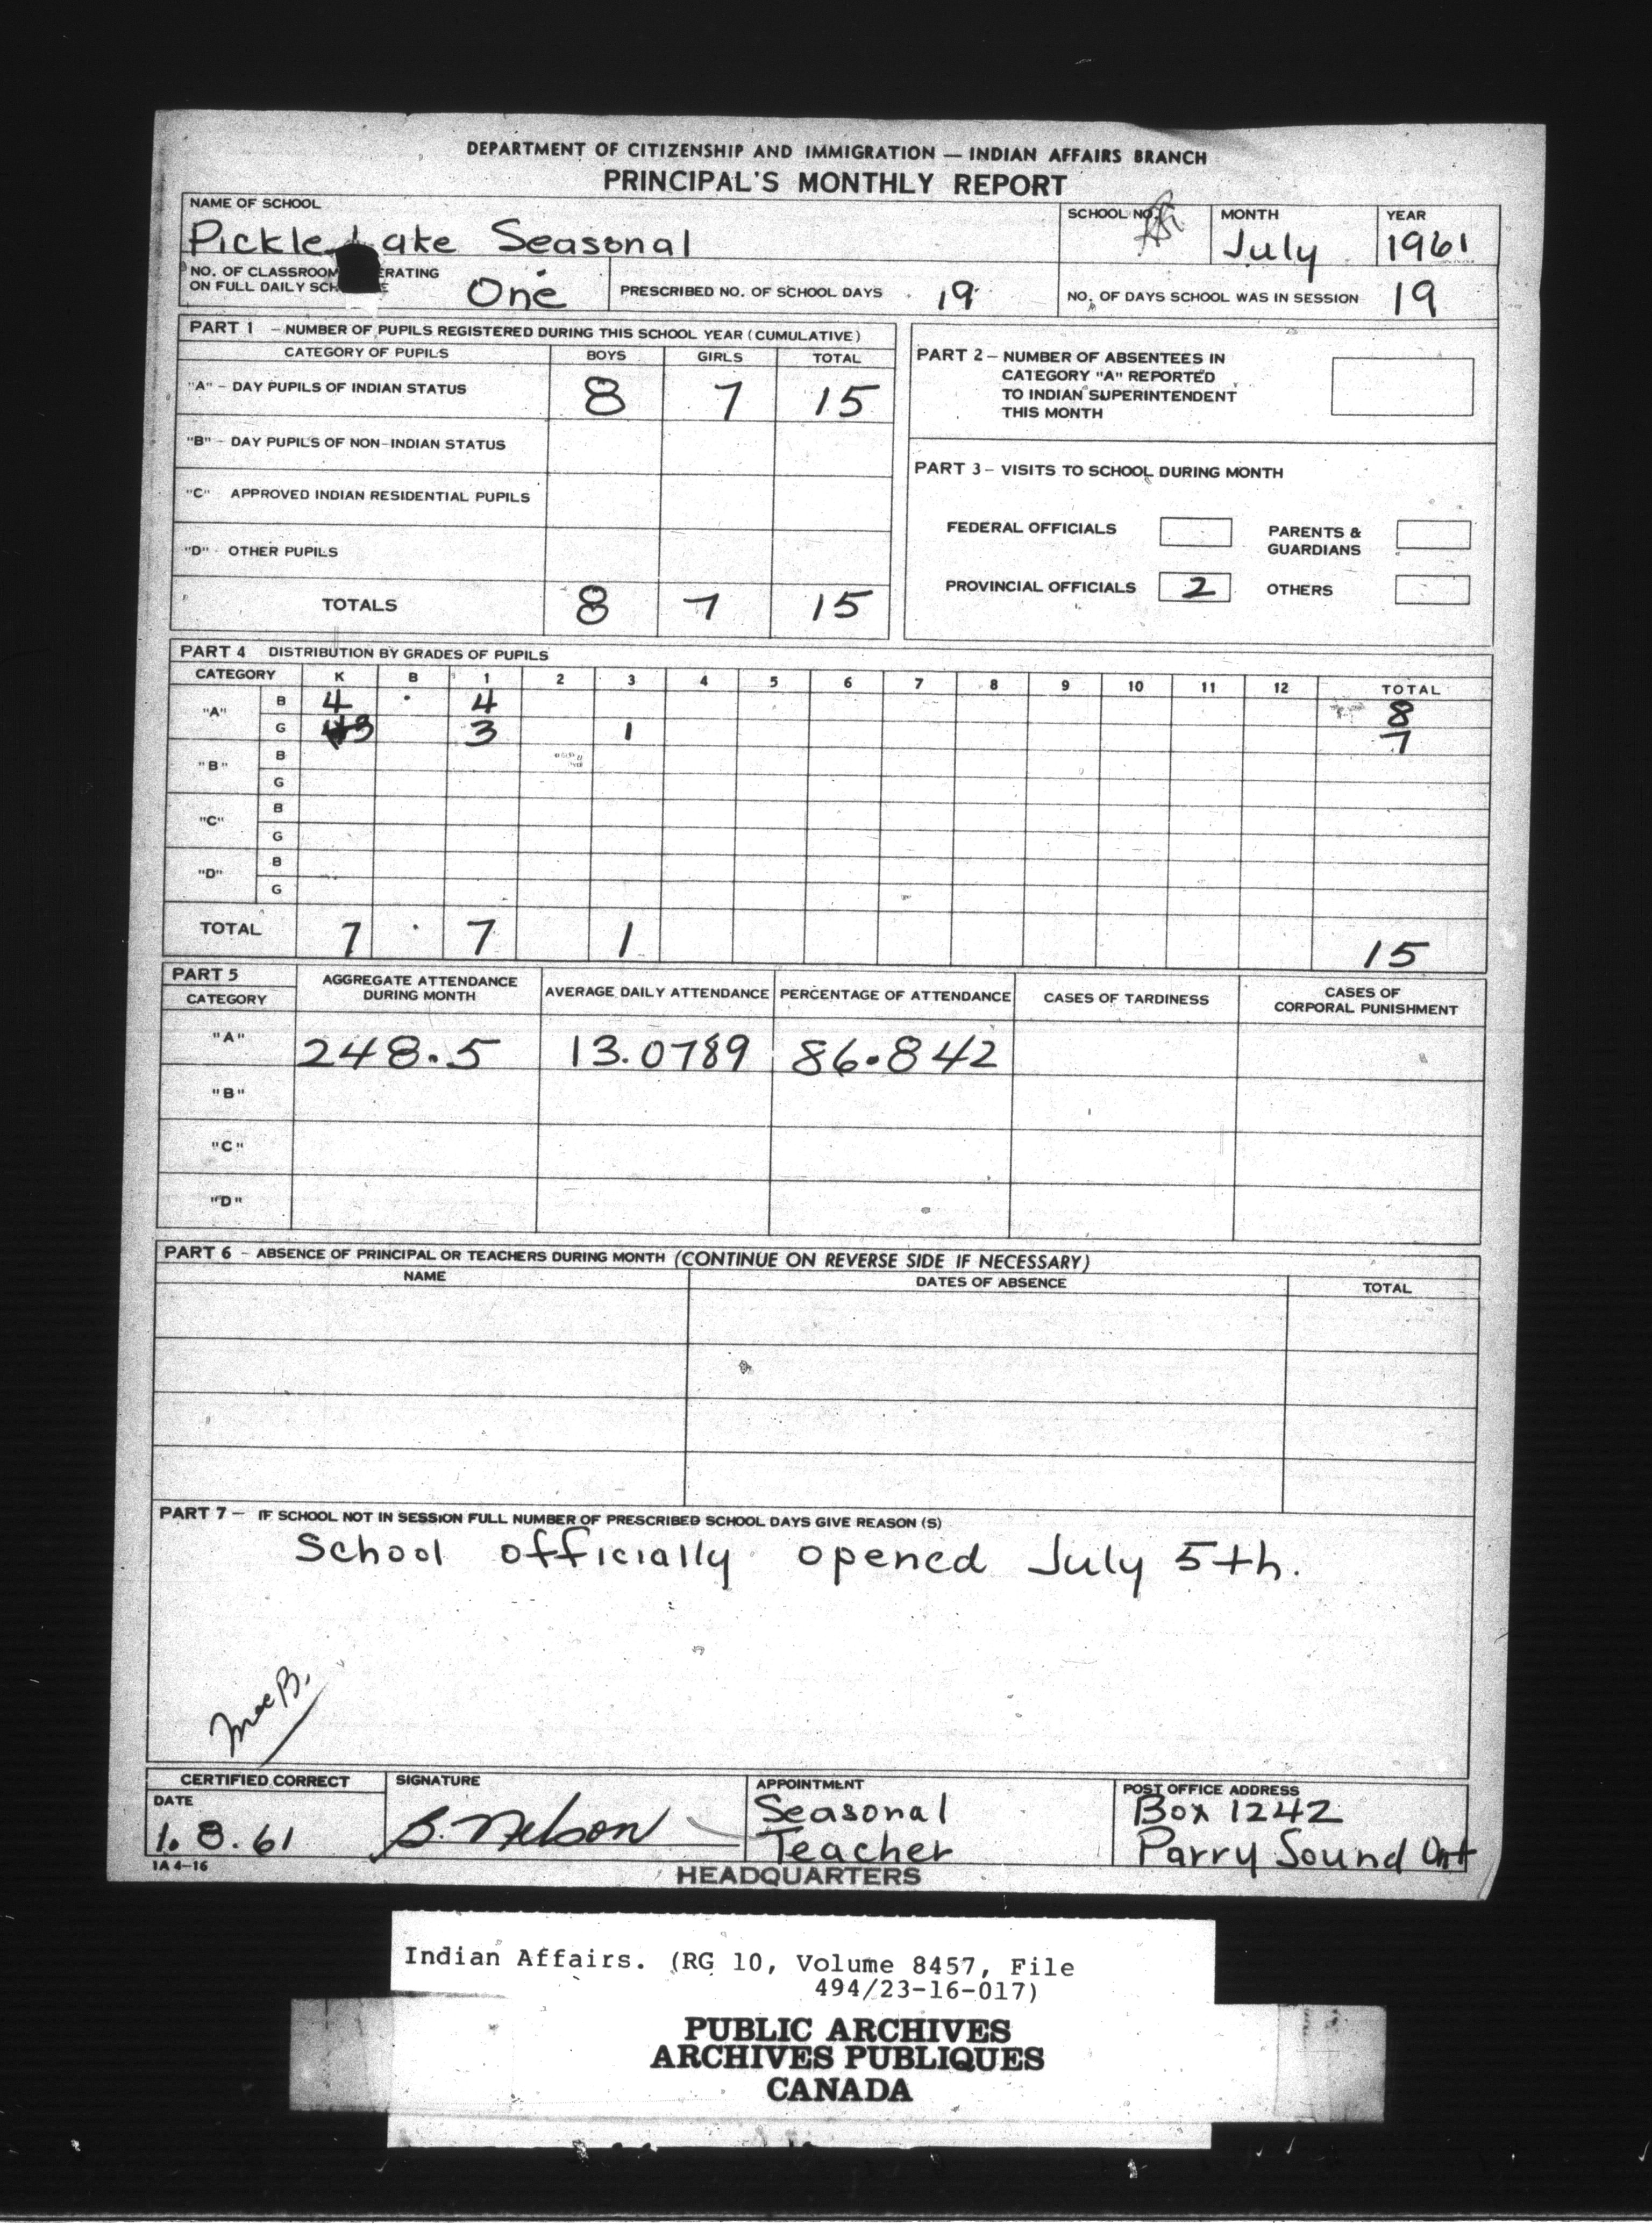 DEPARTMENT OF CITIZENSHIP AND IMMIGRATION — INDIAN AFFAIRS BRANCH
PRINCIPAL'S MONTHLY REPORT
NAME OF SCHOOL
Pickle Lake Seasonal
SCHOOL NO.
MONTH
July
YEAR
1961
NO. OF CLASSROOM ERATING
ON FULL DAILY SCH E
One
PRESCRIBED NO. OF SCHOOL DAYS 19
NO. OF DAYS SCHOOL WAS IN SESSION 19
PART 1 – NUMBER OF PUPILS REGISTERED DURING THIS SCHOOL YEAR (CUMULATIVE)
CATEGORY OF PUPILS BOYS GIRLS TOTAL
"A" – DAY PUPILS OF INDIAN STATUS 8 7 15
"B" – DAY PUPILS OF NON-INDIAN STATUS
"C" APPROVED INDIAN RESIDENTIAL PUPILS
"D" OTHER PUPILS
TOTALS 8 7 15
PART 2 – NUMBER OF ABSENTEES IN
CATEGORY "A" REPORTED
TO INDIAN SUPERINTENDENT
THIS MONTH
PART 3 – VISITS TO SCHOOL DURING MONTH
FEDERAL OFFICIALS
PARENTS &
GUARDIANS
PROVINCIAL OFFICIALS 2 OTHERS
PART 4 DISTRIBUTION BY GRADES OF PUPILS
CATEGORY K B 1 2 3 4 5 6 7 8 9 10 11 12 TOTAL
"A" B 4 4 8
G 3 3 1 7
"B" B
G
"C" B
G
"D" B
G
TOTAL 7 7 1 15
PART 5
CATEGORY
AGGREGATE ATTENDANCE
DURING MONTH
AVERAGE DAILY ATTENDANCE
PERCENTAGE OF ATTENDANCE
CASES OF TARDINESS
CASES OF
CORPORAL PUNISHMENT
"A" 248.5 13.0789 86.842
"B"
"C"
"D"
PART 6 – ABSENCE OF PRINCIPAL OR TEACHERS DURING MONTH (CONTINUE ON REVERSE SIDE IF NECESSARY)
NAME DATES OF ABSENCE TOTAL
PART 7 – IF SCHOOL NOT IN SESSION FULL NUMBER OF PRESCRIBED SCHOOL DAYS GIVE REASON (S)
School officially opened July 5th.
CERTIFIED CORRECT
DATE
1.8.61
SIGNATURE
B. Nelson
APPOINTMENT
Seasonal
Teacher
POST OFFICE ADDRESS
Box 1242
Parry Sound Ont
IA 4-16
HEADQUARTERS
Indian Affairs. (RG 10, Volume 8457, File
494/23-16-017)
PUBLIC ARCHIVES
ARCHIVES PUBLIQUES
CANADA